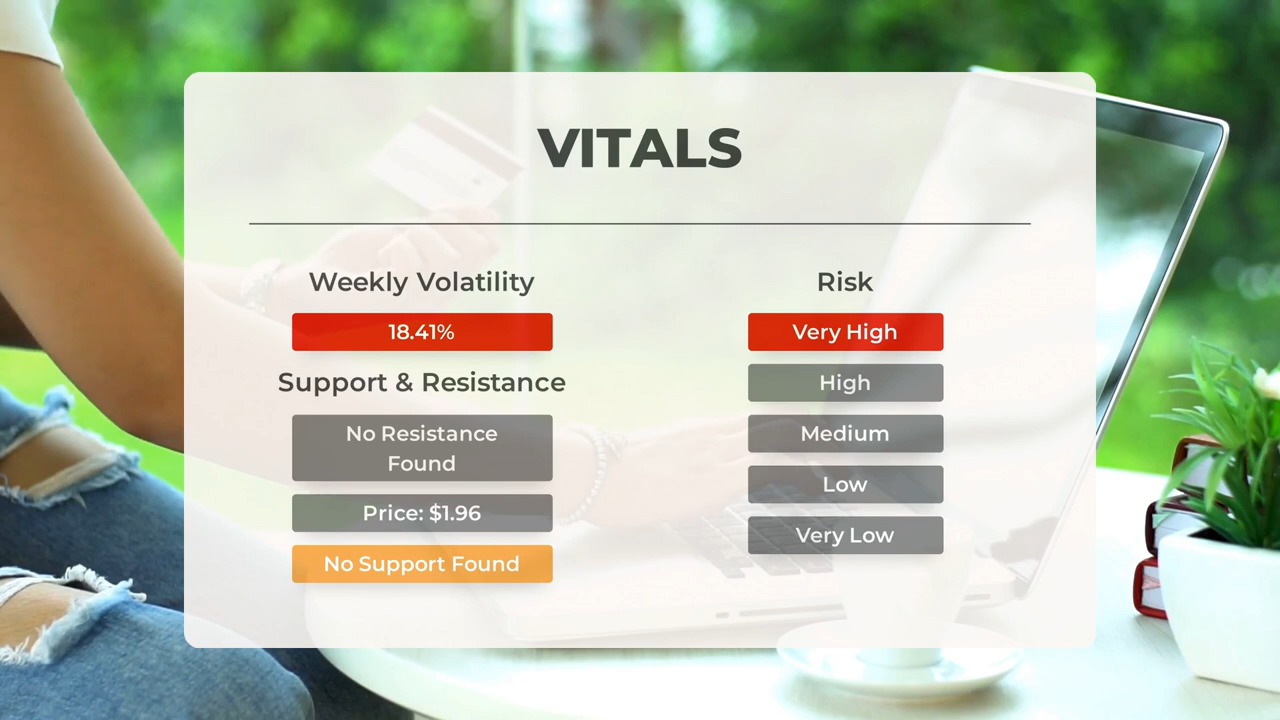 VITALS
Weekly Volatility
18.41%
Support & Resistance
No Resistance
Found
Price: $1.96
No Support Found
Risk
Very High
High
Medium
Low
Very Low